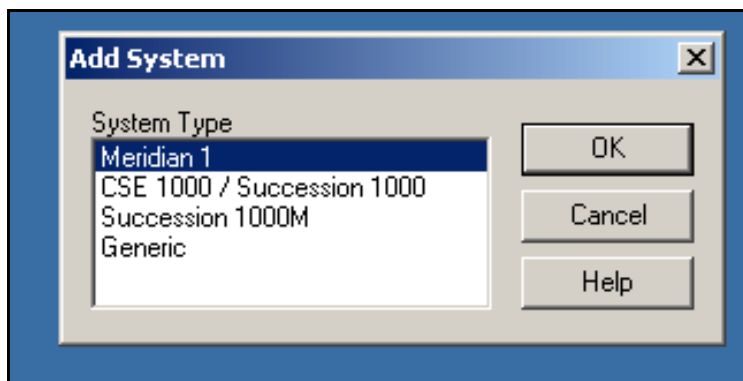 Add System
System Type
Meridian 1
CSE 1000 / Succession 1000
Succession 1000M
Generic
OK
Cancel
Help